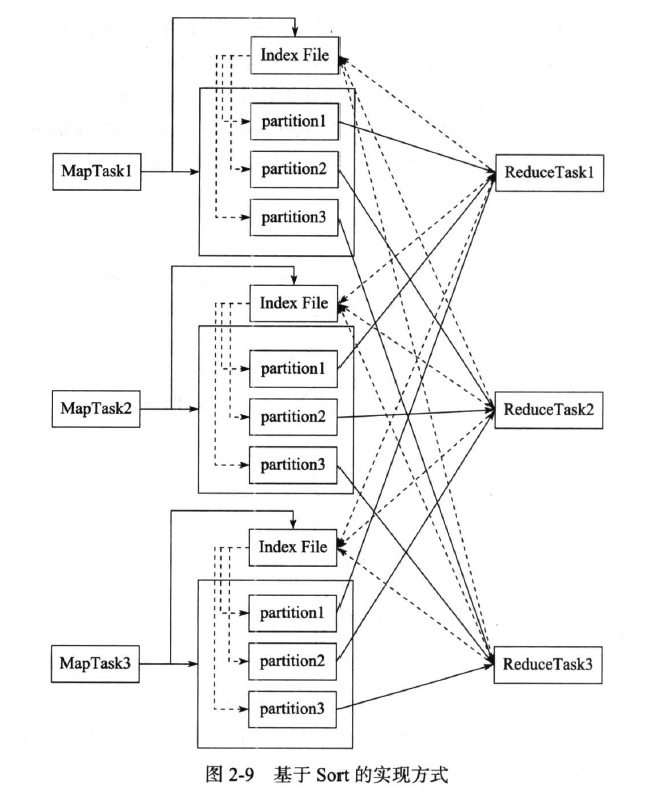 Index File
partition1
MapTask1
ReduceTask1
partition2
partition3
Index File
partition1
MapTask2
ReduceTask2
partition2
partition3
Index File
partition1
MapTask3
ReduceTask3
partition2
partition3
图 2-9 基于 Sort 的实现方式